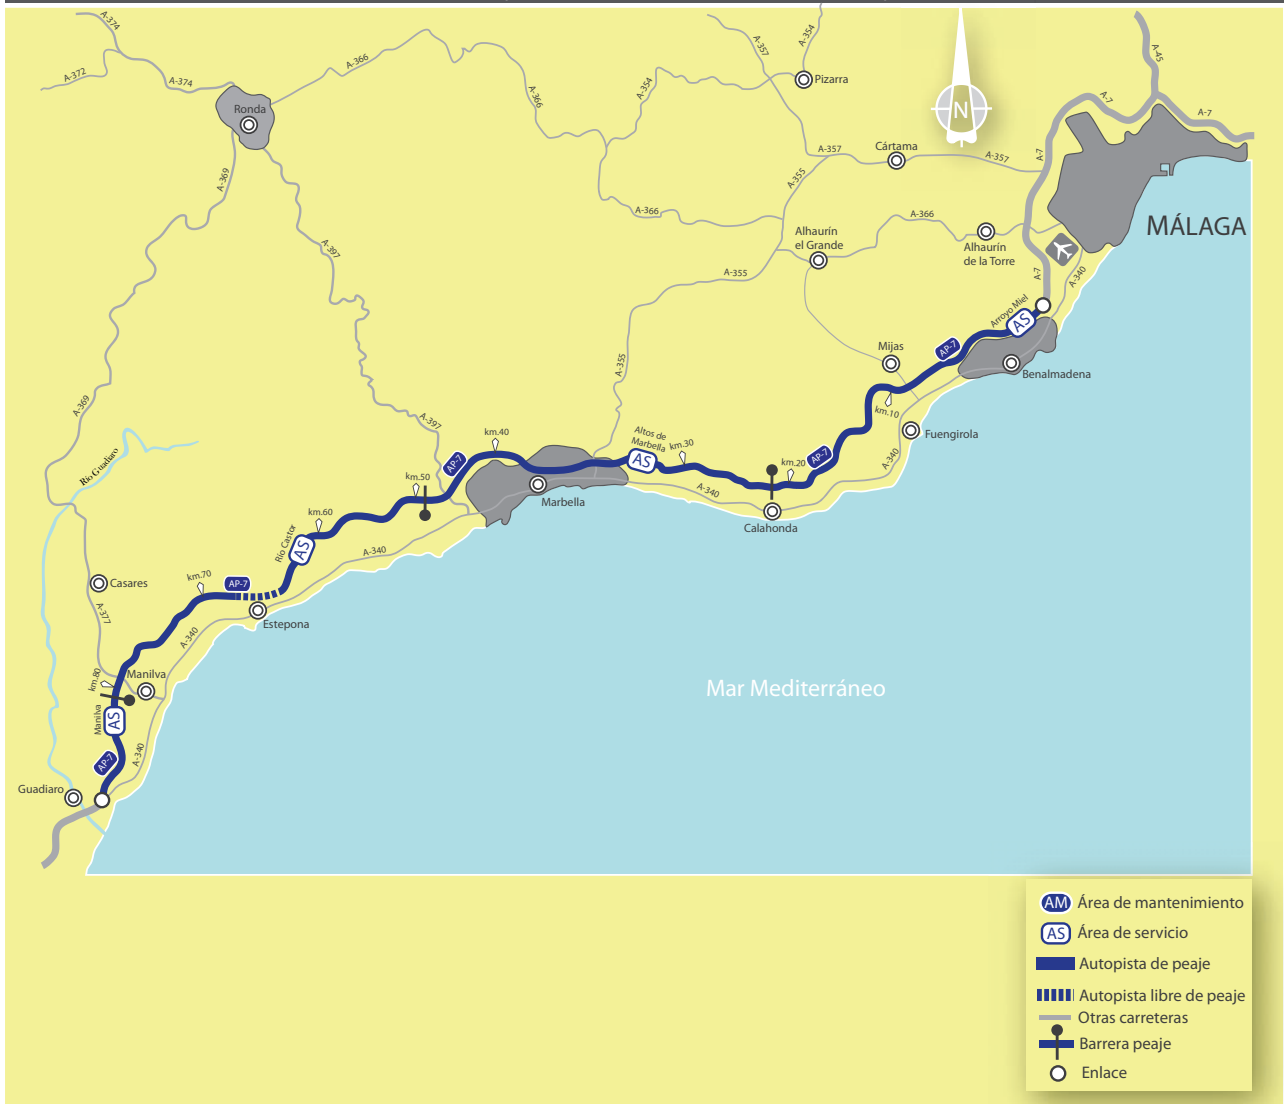 A-374
A-372
A-374
A-366
A-366
A-354
A-357
A-354
Pizarra
A-45
A-7
A-7
A-7
N
Ronda
A-369
A-397
A-357
Cártama
A-357
A-355
A-366
Alhaurín
el Grande
A-366
Alhaurín
de la Torre
MÁLAGA
A-7
A-340
A-355
Arroyo Miel
AS
Mijas
AP-7
Benalmadena
A-355
km.10
Fuengirola
A-369
A-397
km.40
Altos de
Marbella
km.30
AS
AP-7
km.20
AP-7
A-340
Río Guadiaro
km.50
Marbella
A-340
Calahonda
km.60
Río Castor
AS
A-340
km.70
AP-7
Casares
A-377
Estepona
A-340
Manilva
km.80
Manilva
AS
A-340
AP-7
Guadiaro
Mar Mediterráneo
AM Área de mantenimiento
AS Área de servicio
Autopista de peaje
Autopista libre de peaje
Otras carreteras
Barrera peaje
Enlace